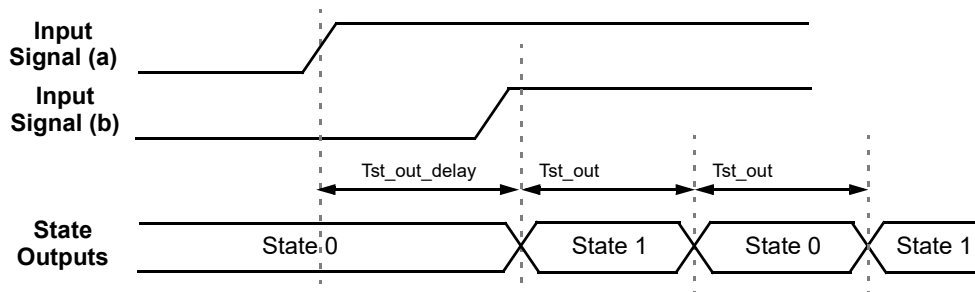 Input
Signal (a)
Input
Signal (b)
Tst_out_delay
Tst_out
Tst_out
State
Outputs
State 0
State 1
State 0
State 1